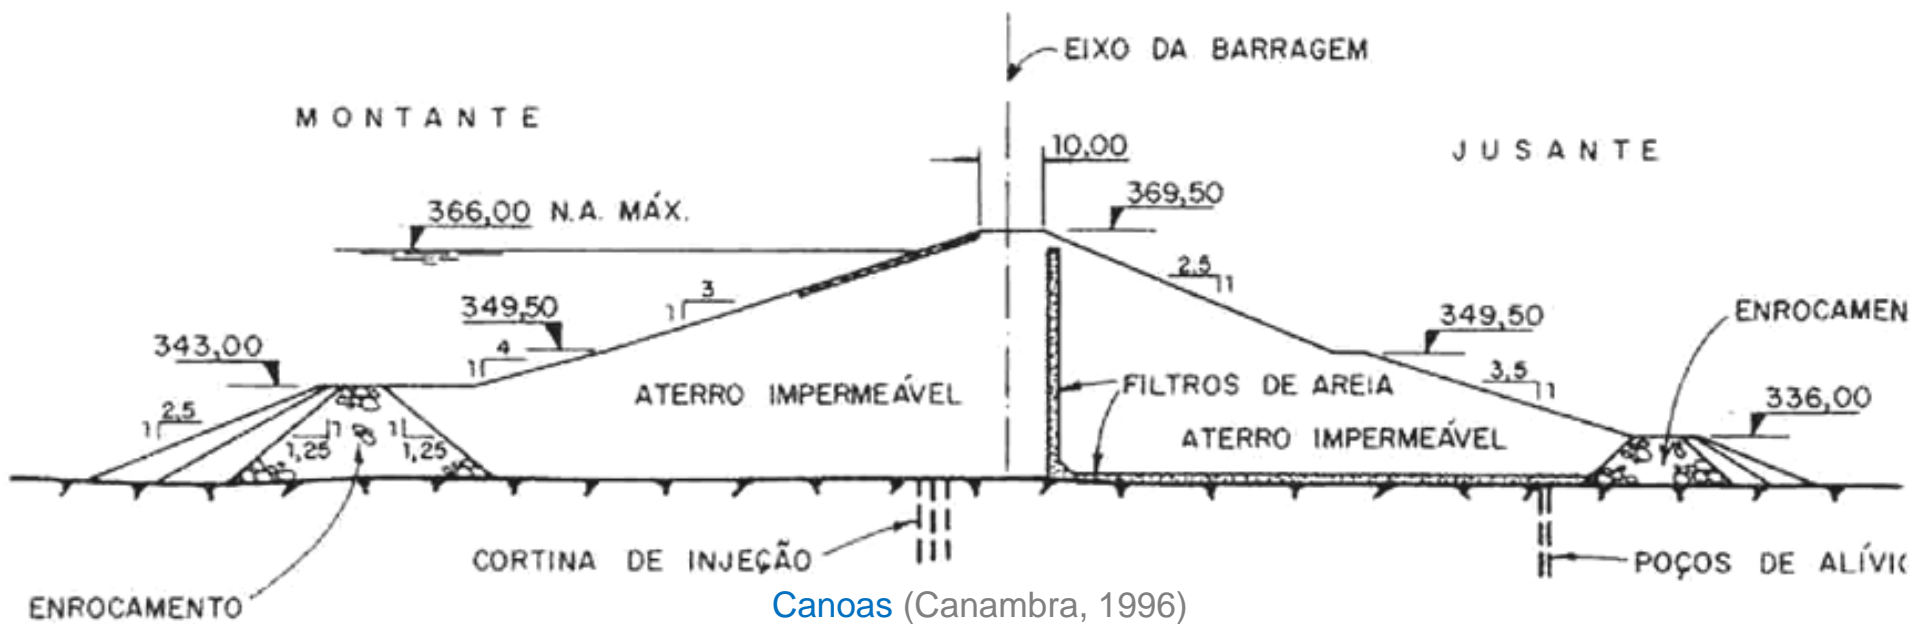 EIXO DA BARRAGEM
MONTANTE
10,00
JUSANTE
369,50
366,00 N.A. MÁX.
2,5
1
3
1
349,50
349,50
ENROCAMEN
343,00
4
1
FILTROS DE AREIA
3,5
1
336,00
ATERRO IMPERMEÁVEL
2,5
1
1
1
1,25
1,25
ATERRO IMPERMEÁVEL
CORTINA DE INJEÇÃO
POÇOS DE ALÍVIC
ENROCAMENTO
Canoas (Canambra, 1996)